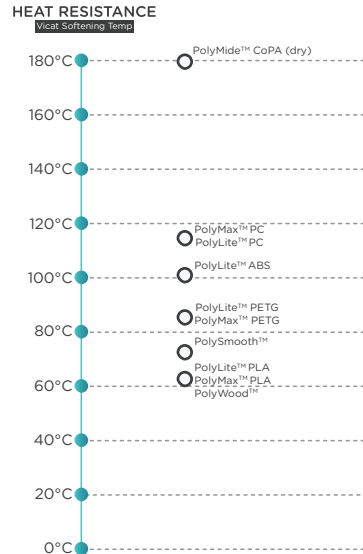 HEAT RESISTANCE
Vicat Softening Temp
PolyMide™ CoPA (dry)
180°C
160°C
140°C
120°C
PolyMax™ PC
PolyLite™ PC
PolyLite™ ABS
100°C
PolyLite™ PETG
PolyMax™ PETG
80°C
PolySmooth™
PolyLite™ PLA
PolyMax™ PLA
60°C
PolyWood™
40°C
20°C
0°C